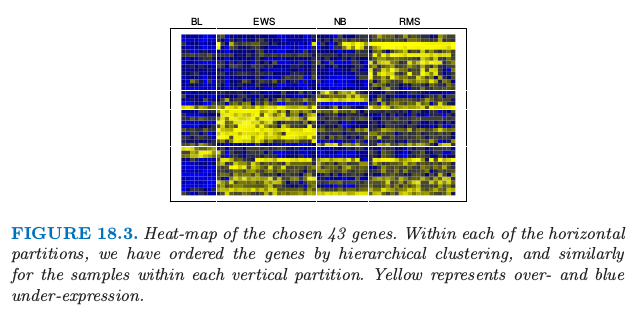 BL EWS NB RMS
FIGURE 18.3. Heat-map of the chosen 43 genes. Within each of the horizontal
partitions, we have ordered the genes by hierarchical clustering, and similarly
for the samples within each vertical partition. Yellow represents over- and blue
under-expression.